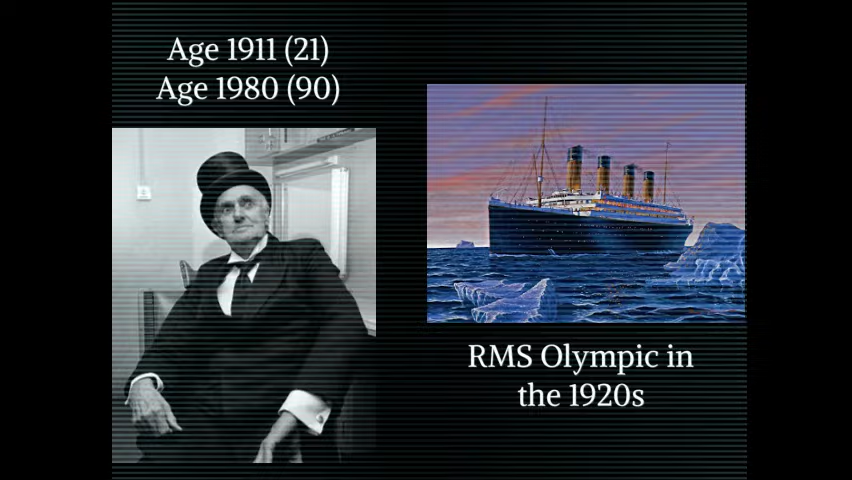 Age 1911 (21)
Age 1980 (90)
RMS Olympic in
the 1920s